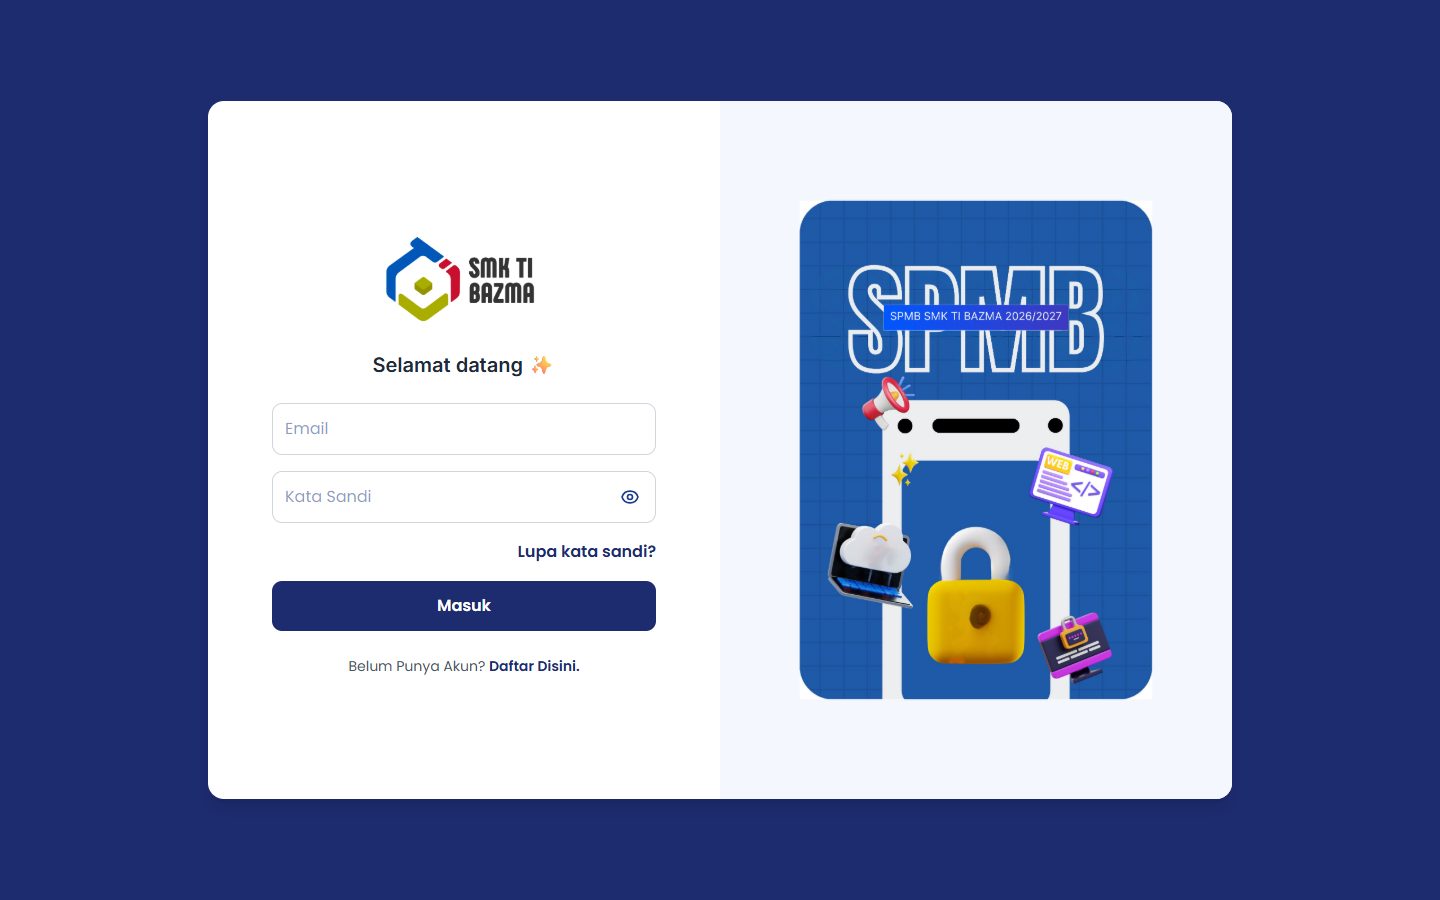 SMK TI
BAZMA
Selamat datang ✨
Email
Kata Sandi
Lupa kata sandi?
Masuk
Belum Punya Akun? Daftar Disini.
SPMB
SPMB SMK TI BAZMA 2026/2027
WEB
</>